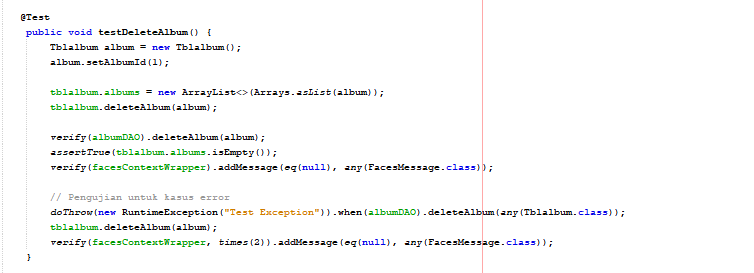 @Test
public void testDeleteAlbum() {
Tblalbum album = new Tblalbum();
album.setAlbumId(1);
tblalbum.albums = new ArrayList<>(Arrays.asList(album));
tblalbum.deleteAlbum(album);
verify(albumDAO).deleteAlbum(album);
assertTrue(tblalbum.albums.isEmpty());
verify(facesContextWrapper).addMessage(eq(null), any(FacesMessage.class));
// Pengujian untuk kasus error
doThrow(new RuntimeException("Test Exception")).when(albumDAO).deleteAlbum(any(Tblalbum.class));
tblalbum.deleteAlbum(album);
verify(facesContextWrapper, times(2)).addMessage(eq(null), any(FacesMessage.class));
}